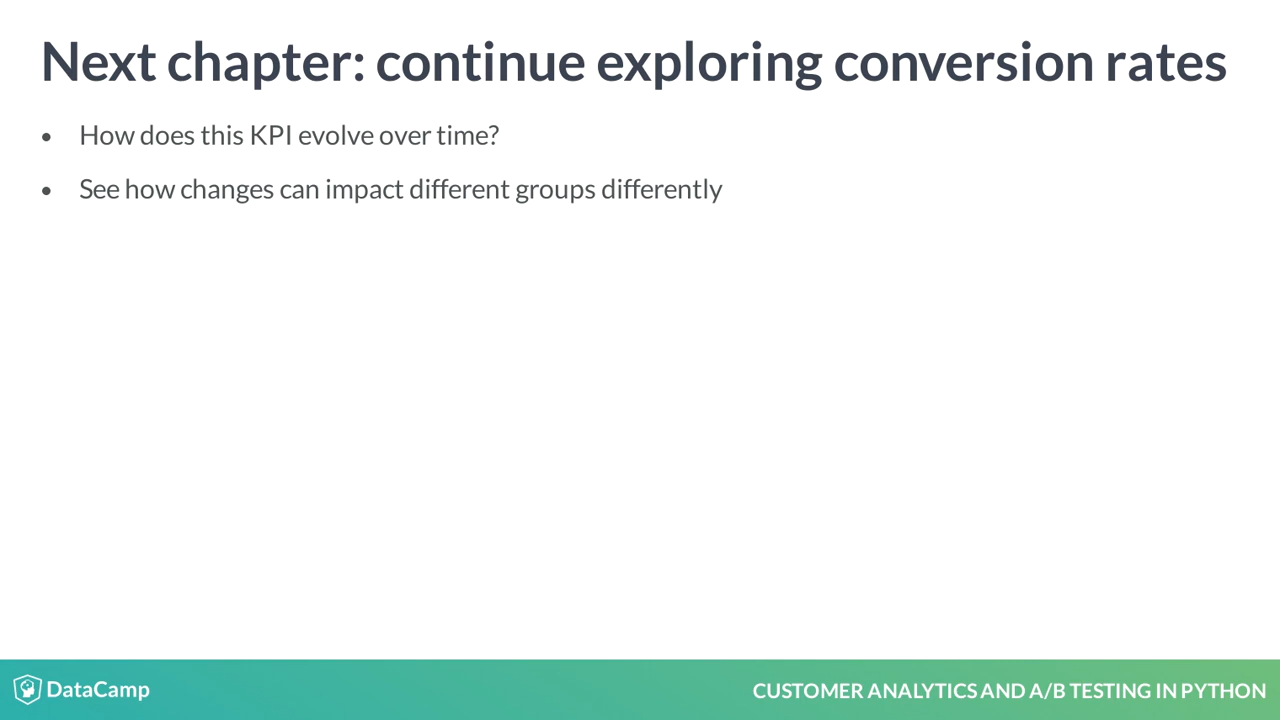 Next chapter: continue exploring conversion rates
• How does this KPI evolve over time?
• See how changes can impact different groups differently
DataCamp
CUSTOMER ANALYTICS AND A/B TESTING IN PYTHON